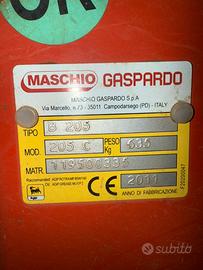 MASCHIO GASPARDO
MASCHIO GASPARDO S.p.A
Via Marcello, n.73 - 35011 Campodarsego (PD) - ITALY
TIPO B 205
MOD. 205 C PESO Kg 635
MATR.
2011
ANNO DI FABBRICAZIONE
CE
subito